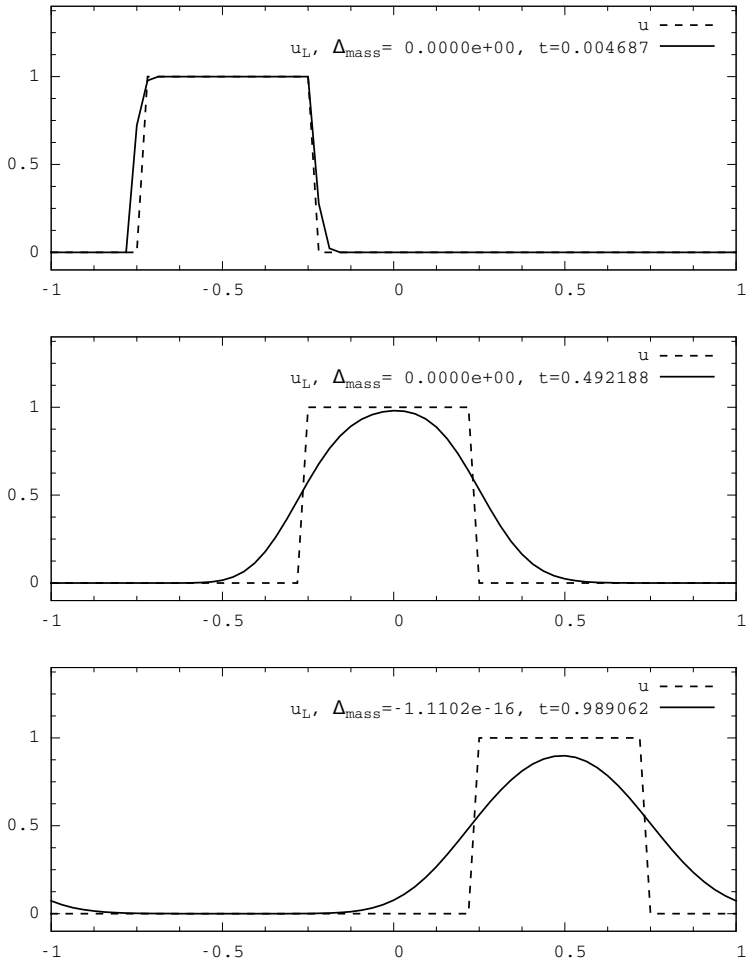 u
u_L, Δ_mass= 0.0000e+00, t=0.004687
1
0.5
0
-1 -0.5 0 0.5 1
u
u_L, Δ_mass= 0.0000e+00, t=0.492188
1
0.5
0
-1 -0.5 0 0.5 1
u
u_L, Δ_mass=-1.1102e-16, t=0.989062
1
0.5
0
-1 -0.5 0 0.5 1